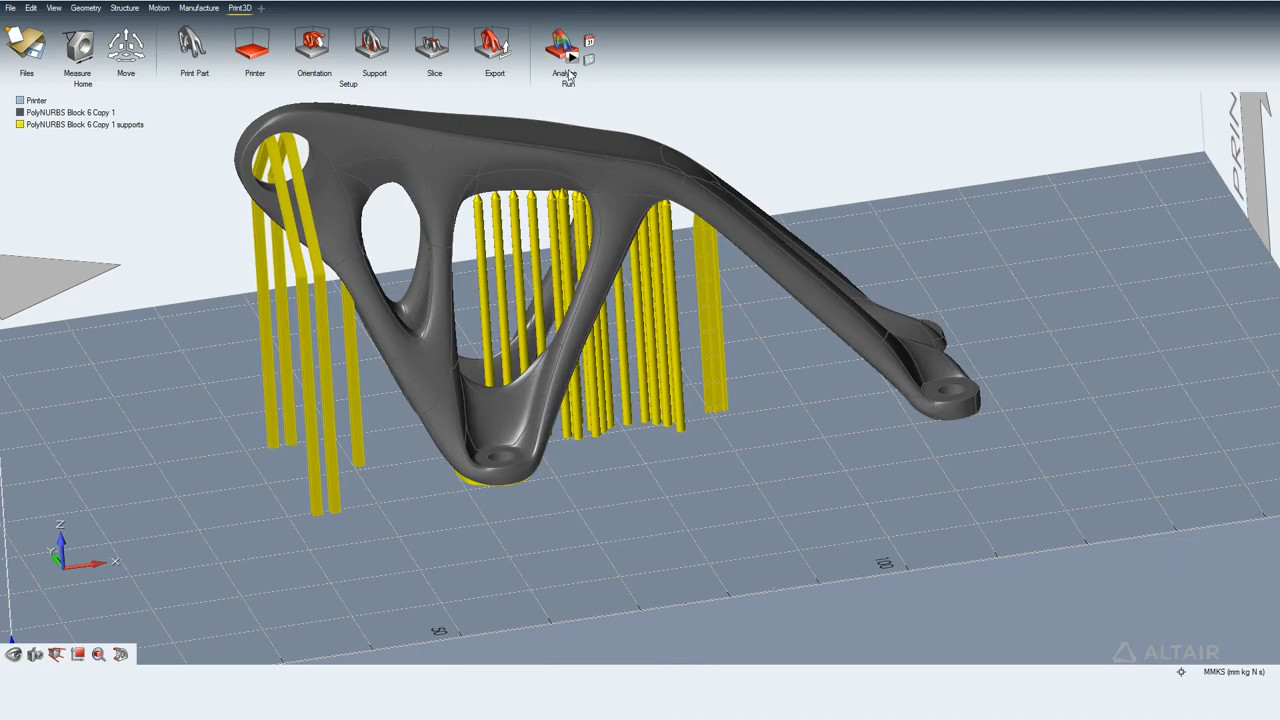 File Edit View Geometry Structure Motion Manufacture Print3D +
Files Measure Move Print Part Printer Orientation Support Slice Export Analyze
Home Setup Run
Printer
PolyNURBS Block 6 Copy 1
PolyNURBS Block 6 Copy 1 supports
PRIN
Z
Y
X
100
50
ALTAIR
MMKS (mm kg N s)